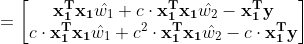 = [ x₁ᵀx₁ŵ₁ + c · x₁ᵀx₁ŵ₂ − x₁ᵀy
c · x₁ᵀx₁ŵ₁ + c² · x₁ᵀx₁ŵ₂ − c · x₁ᵀy ]